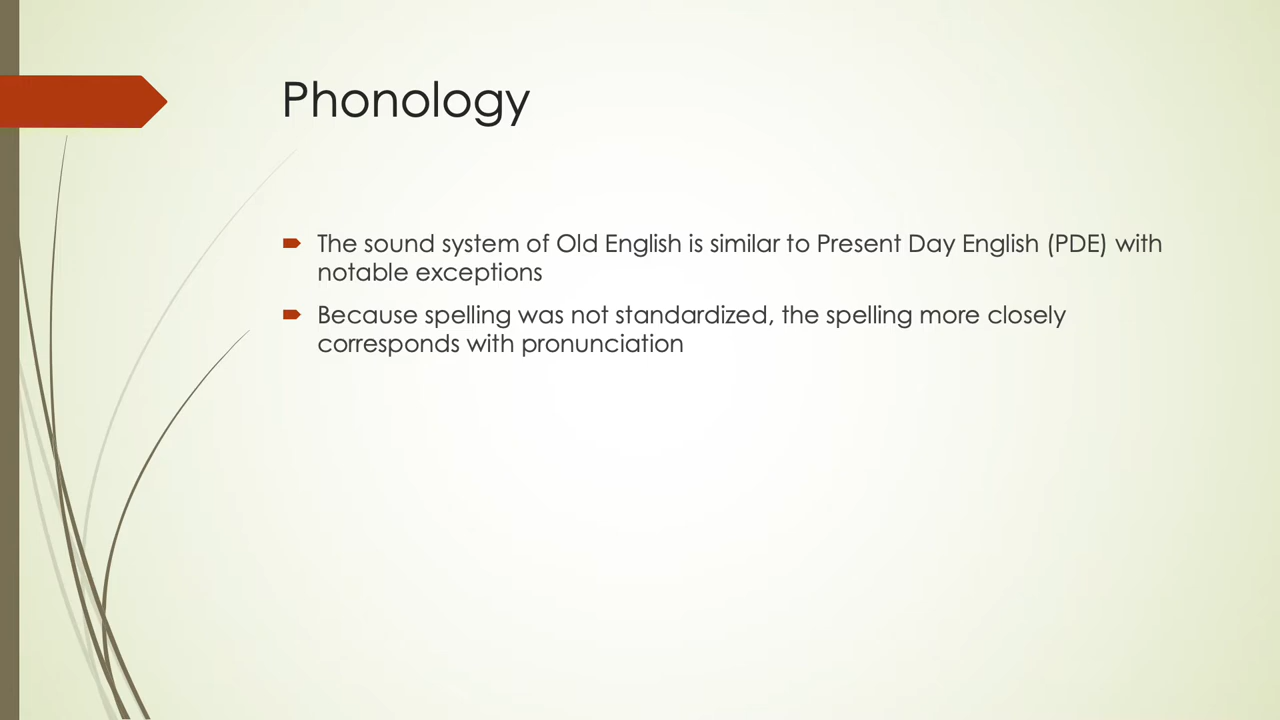 Phonology
The sound system of Old English is similar to Present Day English (PDE) with
notable exceptions
Because spelling was not standardized, the spelling more closely
corresponds with pronunciation